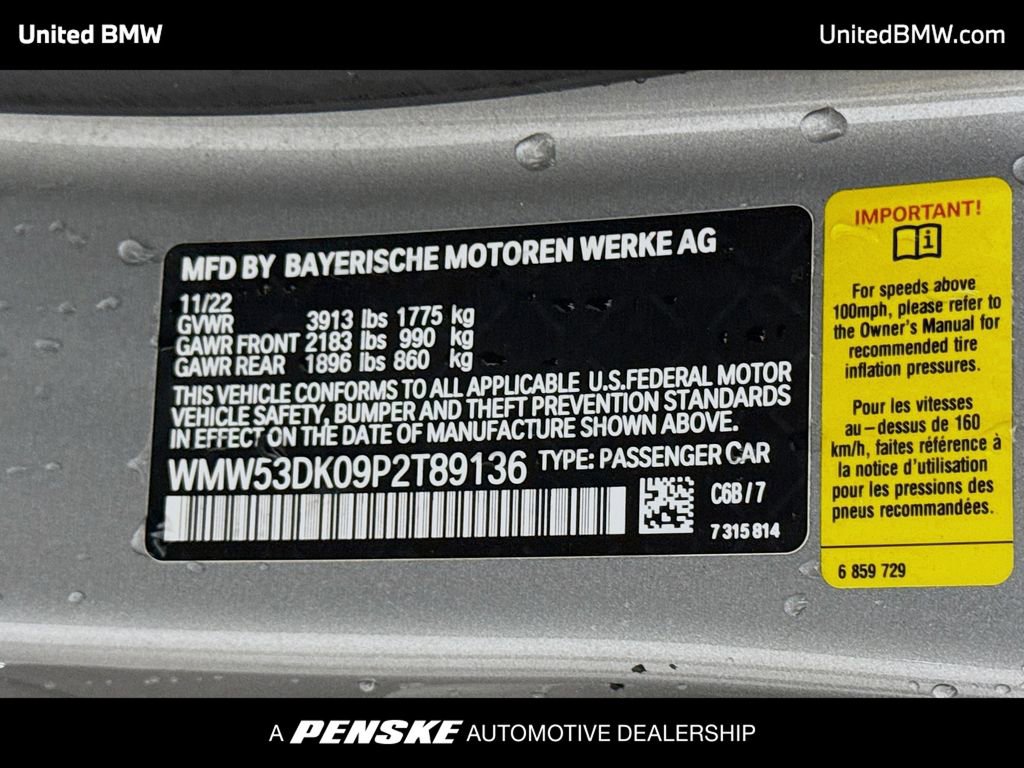 United BMW
UnitedBMW.com
MFD BY BAYERISCHE MOTOREN WERKE AG
11/22
GVWR 3913 lbs 1775 kg
GAWR FRONT 2183 lbs 990 kg
GAWR REAR 1896 lbs 860 kg
THIS VEHICLE CONFORMS TO ALL APPLICABLE U.S.FEDERAL MOTOR
VEHICLE SAFETY, BUMPER AND THEFT PREVENTION STANDARDS
IN EFFECT ON THE DATE OF MANUFACTURE SHOWN ABOVE.
WMW53DK09P2T89136 TYPE: PASSENGER CAR
C6B/7
7 315 814
IMPORTANT!
i
For speeds above
100mph, please refer to
the Owner's Manual for
recommended tire
inflation pressures.
Pour les vitesses
au-dessus de 160
km/h, faites référence à
la notice d'utilisation
pour les pressions des
pneus recommandées.
6 859 729
A PENSKE AUTOMOTIVE DEALERSHIP